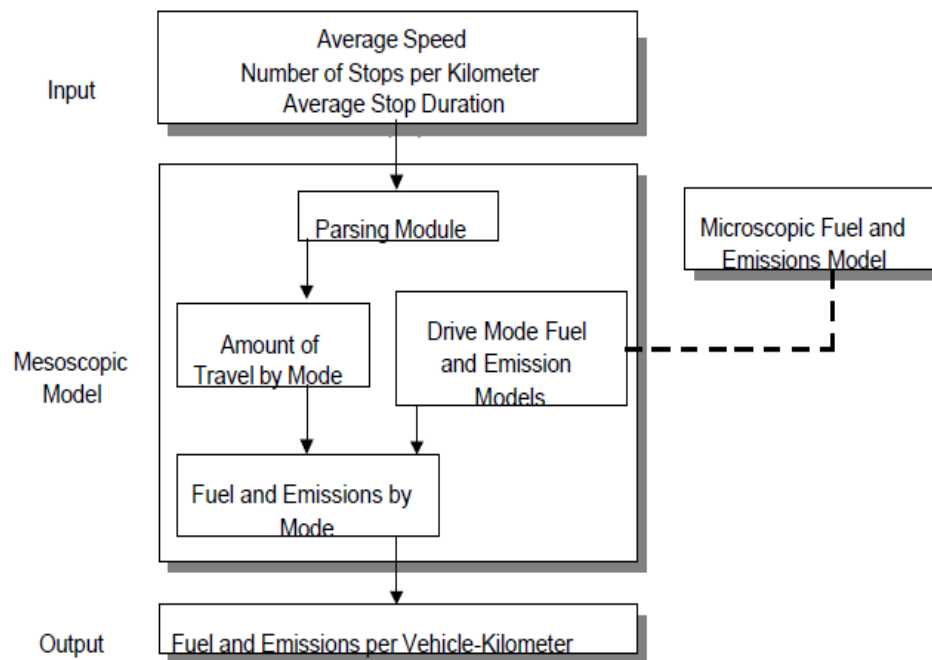 Average Speed
Number of Stops per Kilometer
Average Stop Duration
Input
Parsing Module
Microscopic Fuel and
Emissions Model
Amount of
Travel by Mode
Drive Mode Fuel
and Emission
Models
Mesoscopic
Model
Fuel and Emissions by
Mode
Output
Fuel and Emissions per Vehicle-Kilometer